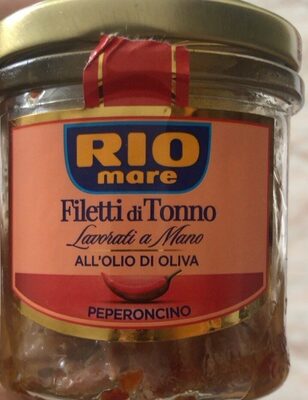 RIO
mare
Filetti di Tonno
Lavorati a Mano
ALL'OLIO DI OLIVA
PEPERONCINO